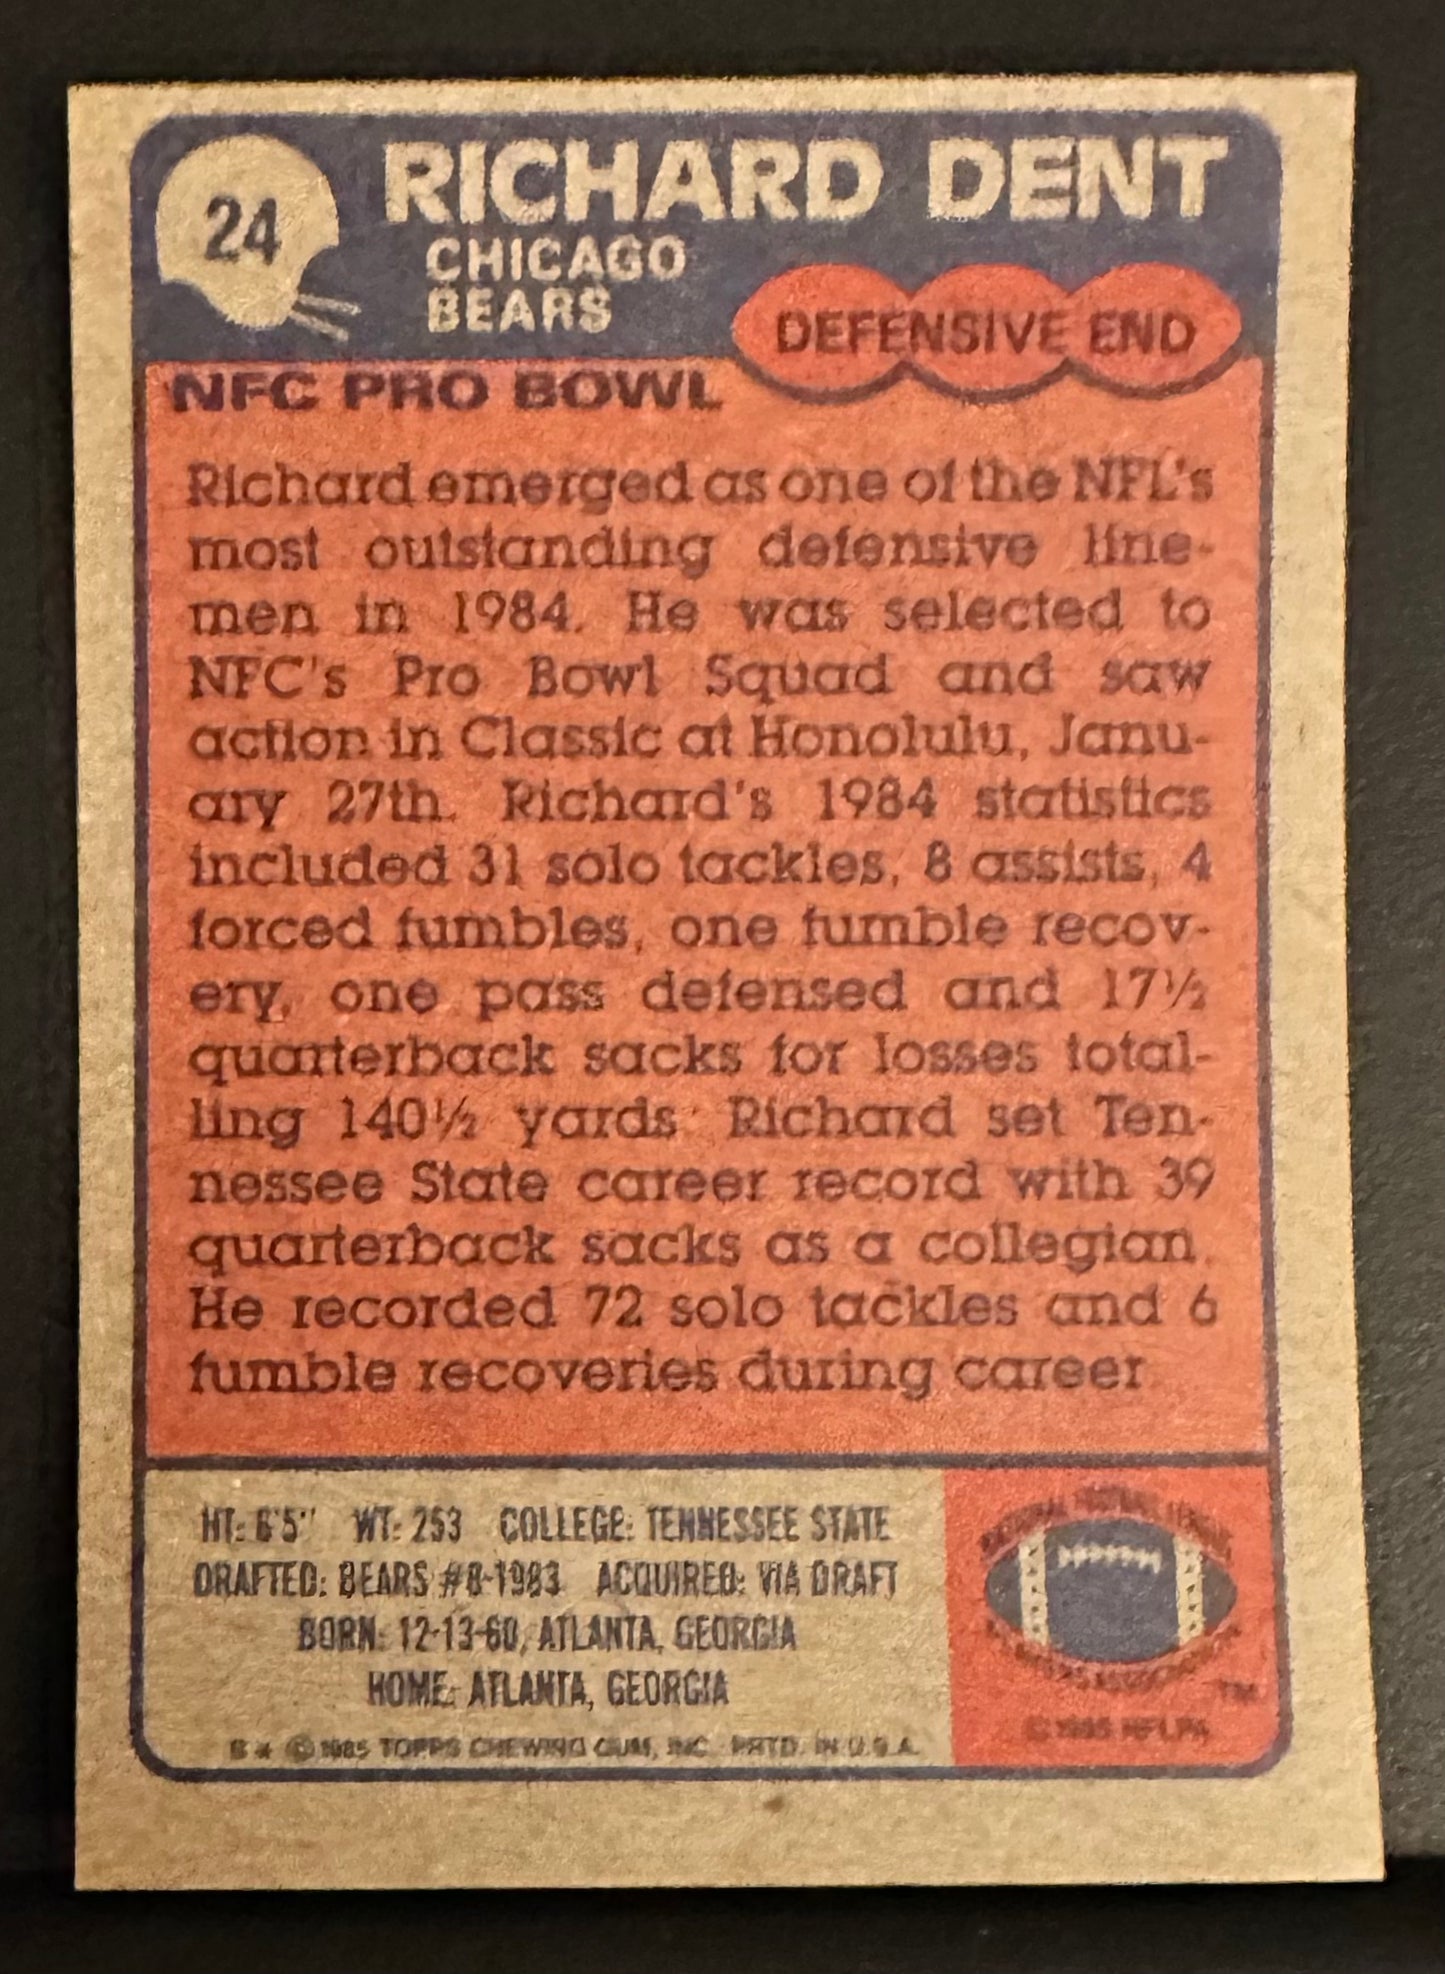 24
RICHARD DENT
CHICAGO
BEARS
DEFENSIVE END
NFC PRO BOWL
Richard emerged as one of the NFL's
most outstanding defensive line-
men in 1984. He was selected to
NFC's Pro Bowl Squad and saw
action in Classic at Honolulu, Janu-
ary 27th. Richard's 1984 statistics
included 31 solo tackles, 8 assists, 4
forced fumbles, one fumble recov-
ery, one pass defensed and 17½
quarterback sacks for losses total-
ling 140½ yards. Richard set Ten-
nessee State career record with 39
quarterback sacks as a collegian.
He recorded 72 solo tackles and 6
fumble recoveries during career.
HT: 6'5" WT: 253 COLLEGE: TENNESSEE STATE
DRAFTED: BEARS #8-1983 ACQUIRED: VIA DRAFT
BORN: 12-13-60, ATLANTA, GEORGIA
HOME: ATLANTA, GEORGIA
© 1985 TOPPS CHEWING GUM, INC. PRTD. IN U.S.A.
NATIONAL FOOTBALL LEAGUE
TM
© 1985 NFLPA